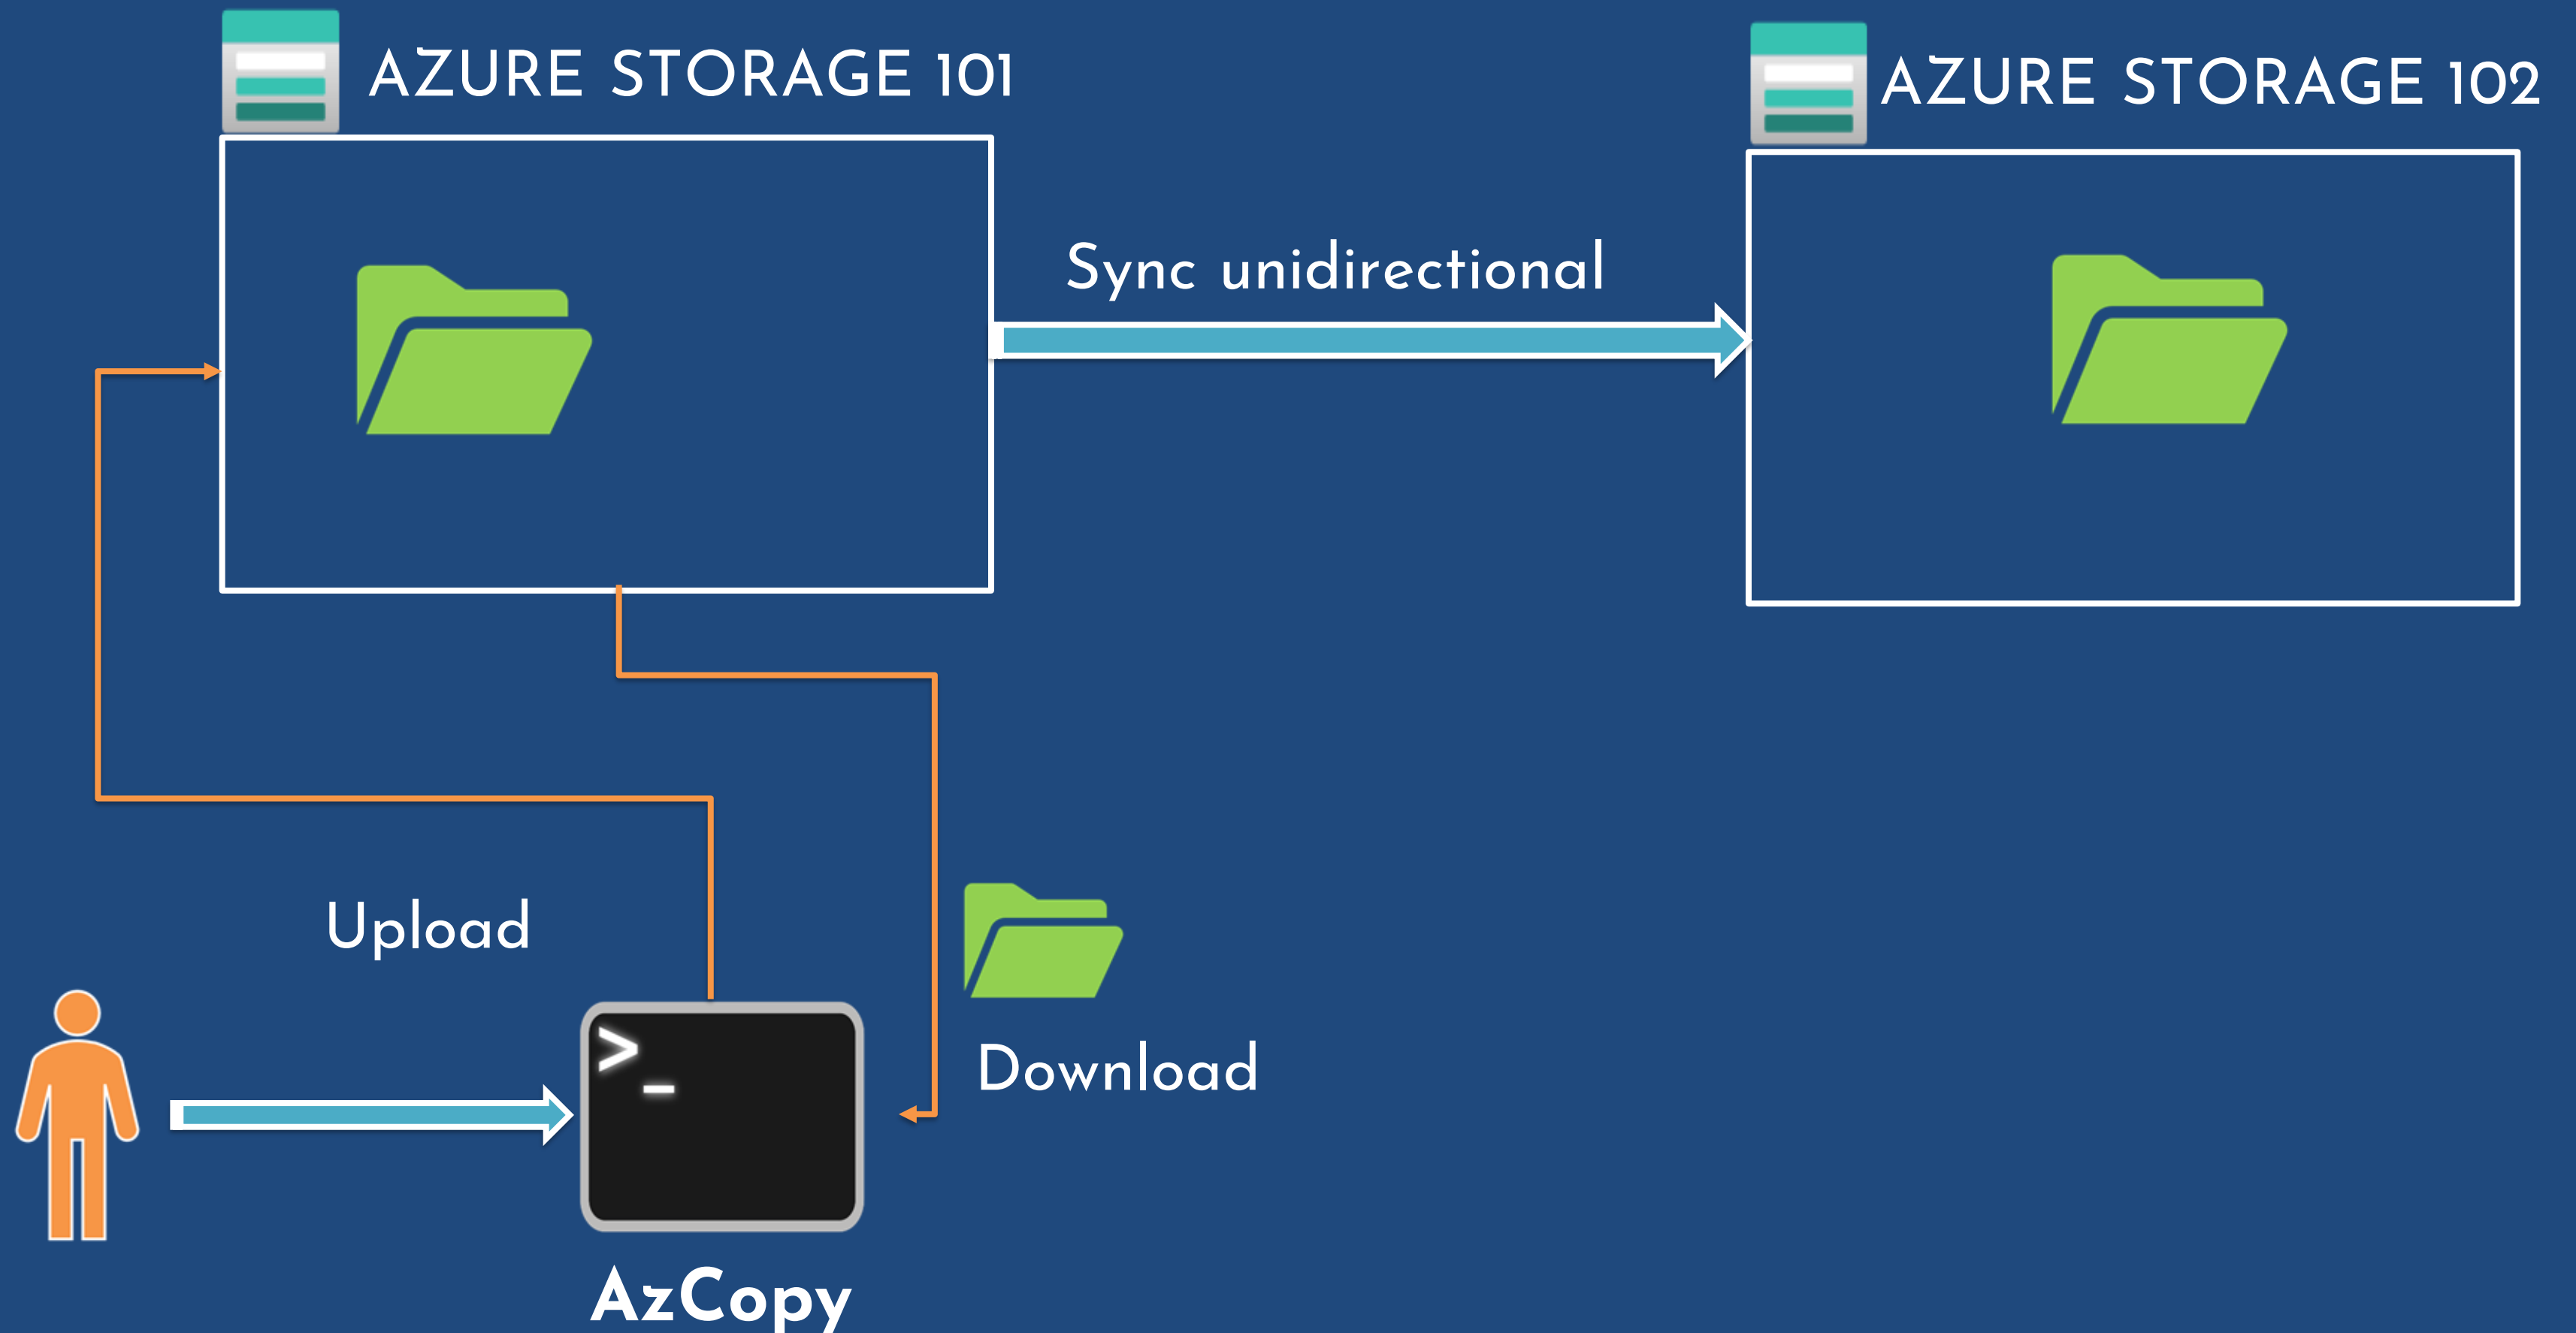 AZURE STORAGE 101
AZURE STORAGE 102
Sync unidirectional
Upload
>_
Download
AzCopy